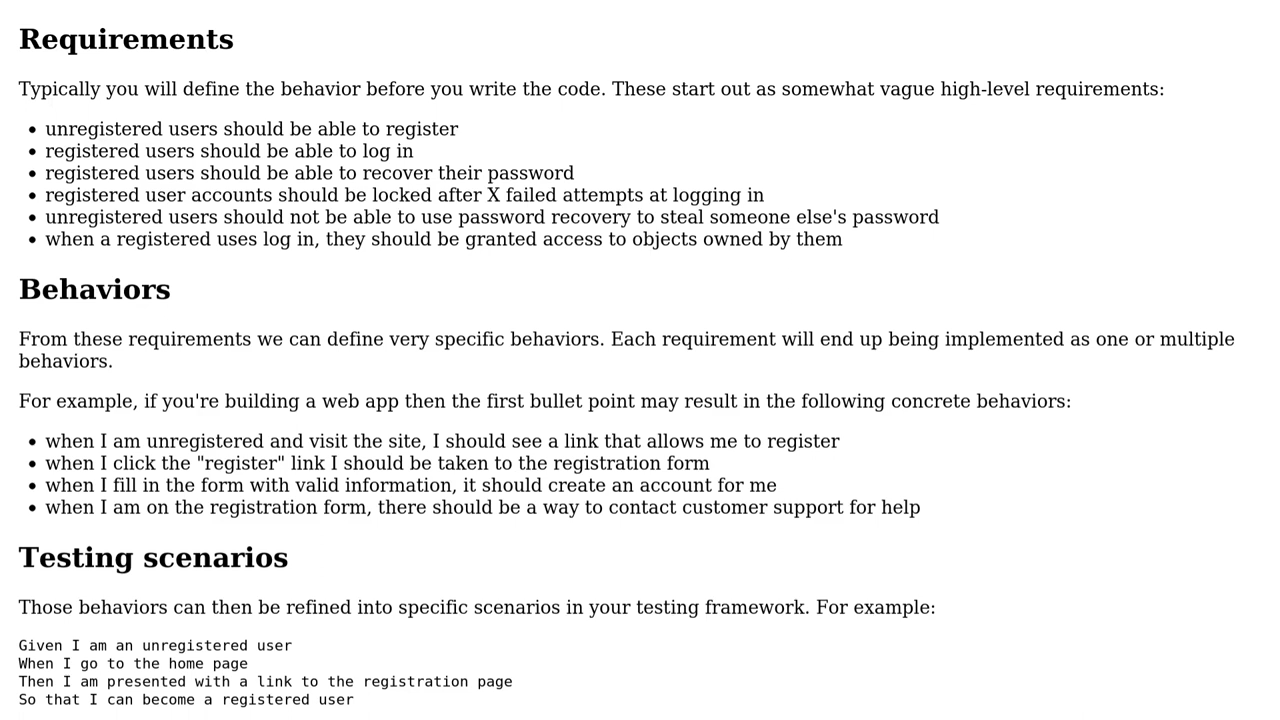 Requirements
Typically you will define the behavior before you write the code. These start out as somewhat vague high-level requirements:
• unregistered users should be able to register
• registered users should be able to log in
• registered users should be able to recover their password
• registered user accounts should be locked after X failed attempts at logging in
• unregistered users should not be able to use password recovery to steal someone else's password
• when a registered uses log in, they should be granted access to objects owned by them
Behaviors
From these requirements we can define very specific behaviors. Each requirement will end up being implemented as one or multiple
behaviors.
For example, if you're building a web app then the first bullet point may result in the following concrete behaviors:
• when I am unregistered and visit the site, I should see a link that allows me to register
• when I click the "register" link I should be taken to the registration form
• when I fill in the form with valid information, it should create an account for me
• when I am on the registration form, there should be a way to contact customer support for help
Testing scenarios
Those behaviors can then be refined into specific scenarios in your testing framework. For example:
Given I am an unregistered user
When I go to the home page
Then I am presented with a link to the registration page
So that I can become a registered user